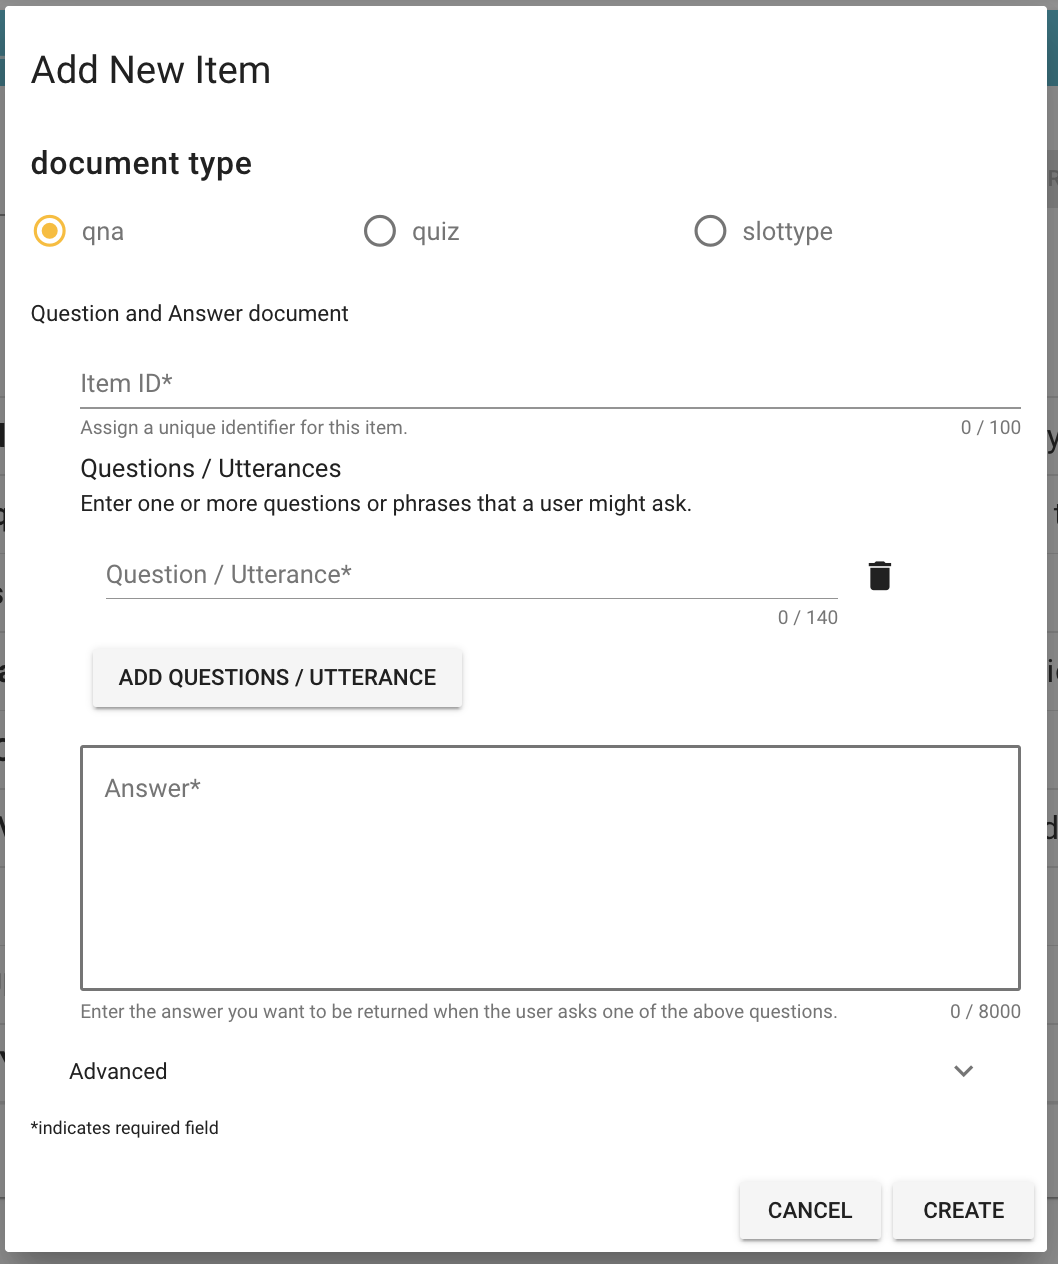 Add New Item
document type
qna
quiz
slottype
Question and Answer document
Item ID*
Assign a unique identifier for this item.
0 / 100
Questions / Utterances
Enter one or more questions or phrases that a user might ask.
Question / Utterance*
0 / 140
ADD QUESTIONS / UTTERANCE
Answer*
Enter the answer you want to be returned when the user asks one of the above questions.
0 / 8000
Advanced
*indicates required field
CANCEL
CREATE